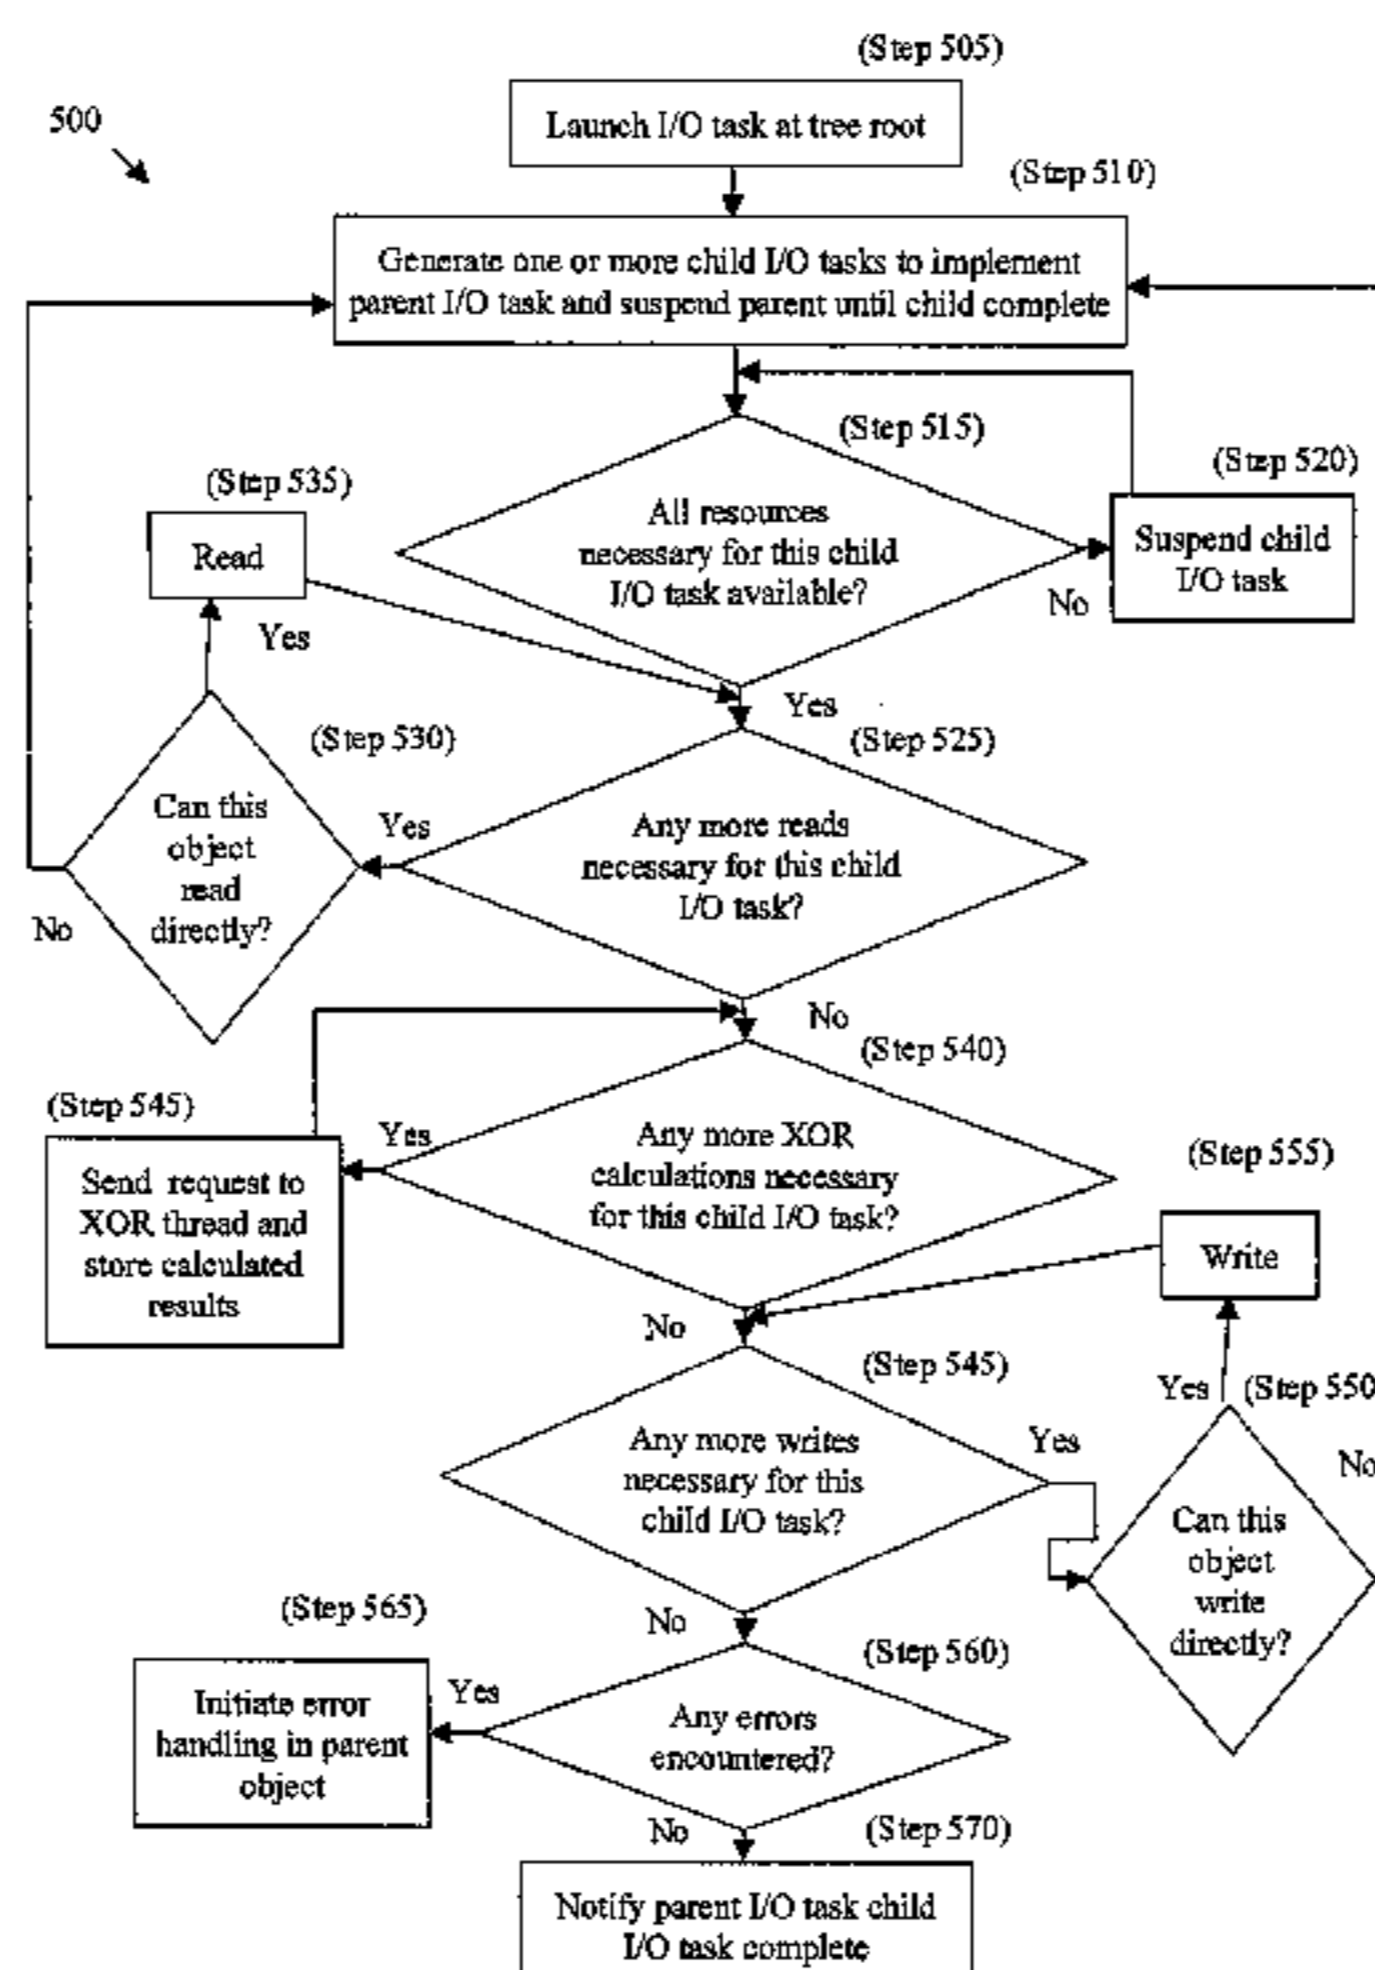 (Step 505)
500
Launch I/O task at tree root
(Step 510)
Generate one or more child I/O tasks to implement
parent I/O task and suspend parent until child complete
(Step 515)
(Step 520)
(Step 535)
All resources
necessary for this child
I/O task available?
Suspend child
I/O task
Read
No
Yes
Yes
(Step 530)
(Step 525)
Can this
object
read
directly?
Yes
Any more reads
necessary for this child
I/O task?
No
No
(Step 540)
(Step 545)
Yes
Any more XOR
calculations necessary
for this child I/O task?
(Step 555)
Send request to
XOR thread and
store calculated
results
Write
No
(Step 545)
Yes
(Step 550
Any more writes
necessary for this
child I/O task?
Yes
No
Can this
object
write
directly?
(Step 565)
No
(Step 560)
Initiate error
handling in parent
object
Yes
Any errors
encountered?
No
(Step 570)
Notify parent I/O task child
I/O task complete